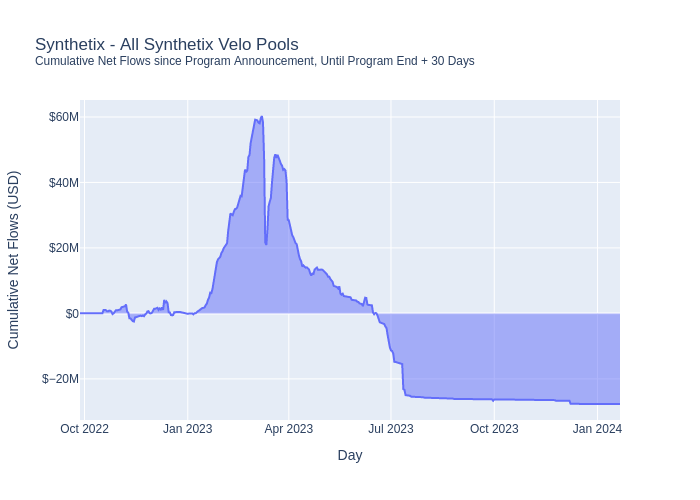 Synthetix - All Synthetix Velo Pools
Cumulative Net Flows since Program Announcement, Until Program End + 30 Days
Cumulative Net Flows (USD)
$60M
$40M
$20M
$0
$−20M
Oct 2022
Jan 2023
Apr 2023
Jul 2023
Oct 2023
Jan 2024
Day